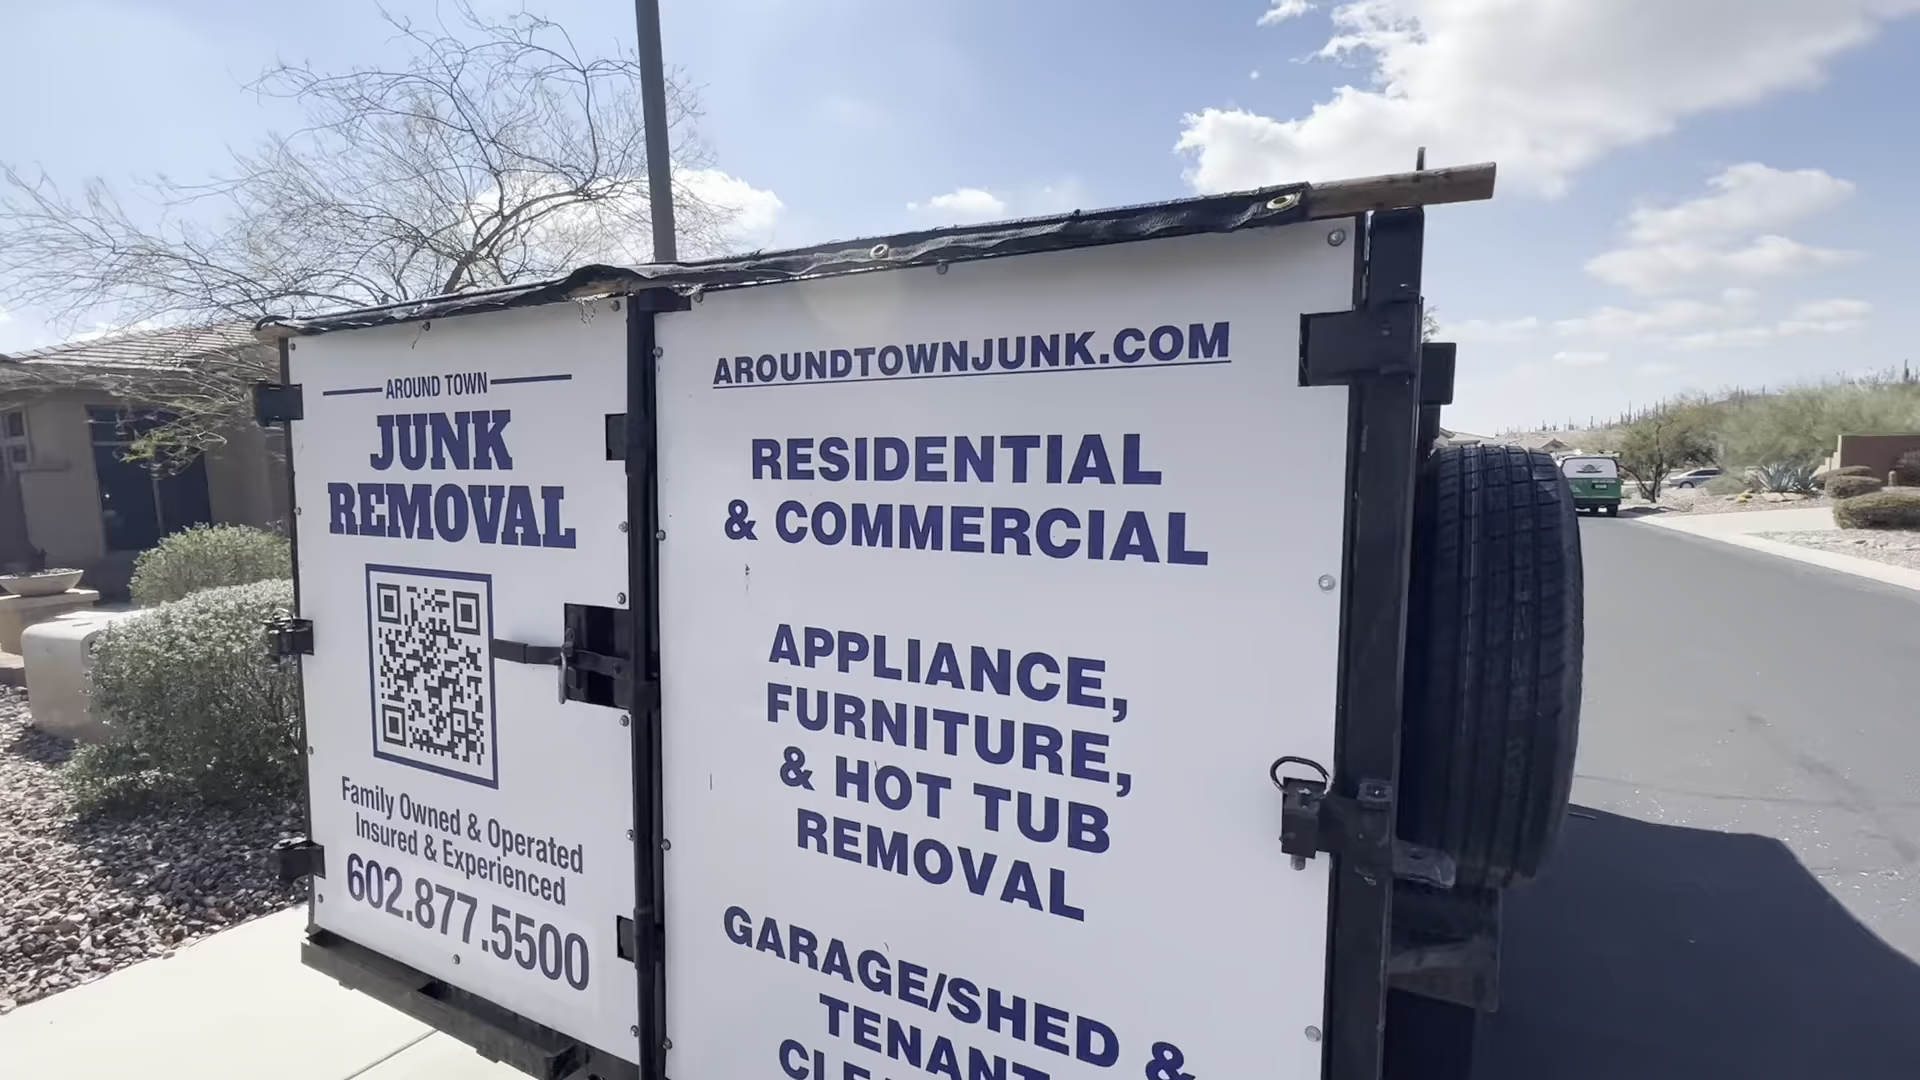 AROUND TOWN
JUNK
REMOVAL
Family Owned & Operated
Insured & Experienced
602.877.5500
AROUNDTOWNJUNK.COM
RESIDENTIAL
& COMMERCIAL
APPLIANCE,
FURNITURE,
& HOT TUB
REMOVAL
GARAGE/SHED &
TENANT